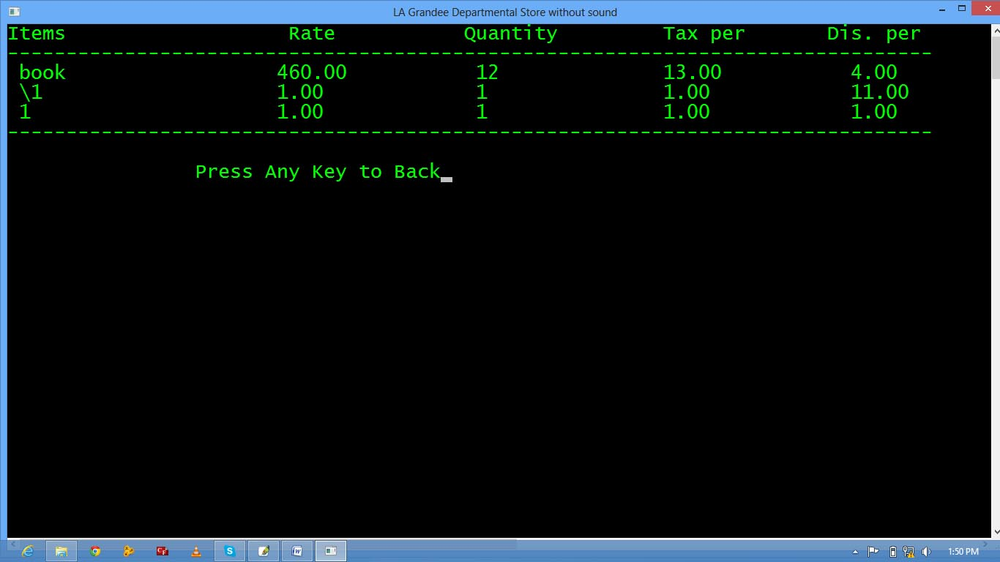 LA Grandee Departmental Store without sound
Items Rate Quantity Tax per Dis. per
--------------------------------------------------------------------------------
book 460.00 12 13.00 4.00
\1 1.00 1 1.00 11.00
1 1.00 1 1.00 1.00
--------------------------------------------------------------------------------
Press Any Key to Back
1:50 PM